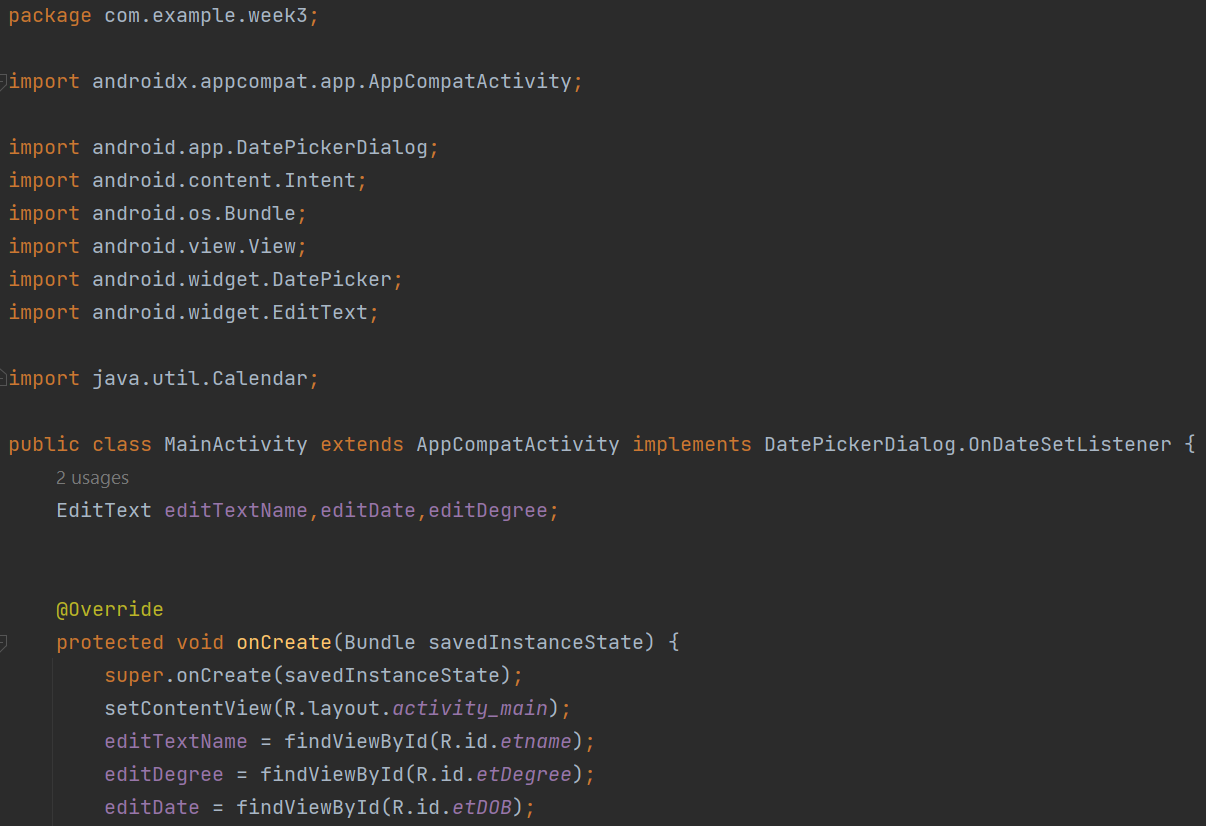 package com.example.week3;
import androidx.appcompat.app.AppCompatActivity;
import android.app.DatePickerDialog;
import android.content.Intent;
import android.os.Bundle;
import android.view.View;
import android.widget.DatePicker;
import android.widget.EditText;
import java.util.Calendar;
public class MainActivity extends AppCompatActivity implements DatePickerDialog.OnDateSetListener {
2 usages
EditText editTextName,editDate,editDegree;
@Override
protected void onCreate(Bundle savedInstanceState) {
super.onCreate(savedInstanceState);
setContentView(R.layout.activity_main);
editTextName = findViewById(R.id.etname);
editDegree = findViewById(R.id.etDegree);
editDate = findViewById(R.id.etDOB);